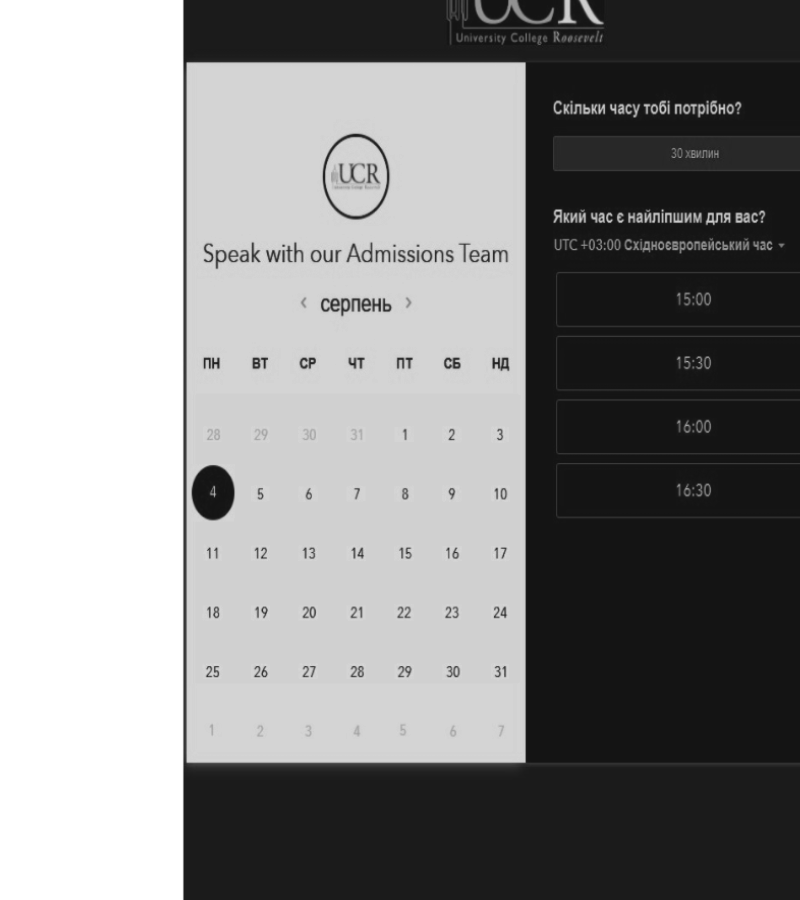 UCR
University College Roosevelt
UCR
Speak with our Admissions Team
‹ серпень ›
ПН ВТ СР ЧТ ПТ СБ НД
28 29 30 31 1 2 3
4 5 6 7 8 9 10
11 12 13 14 15 16 17
18 19 20 21 22 23 24
25 26 27 28 29 30 31
1 2 3 4 5 6 7
Скільки часу тобі потрібно?
30 хвилин
Який час є найліпшим для вас?
UTC +03:00 Східноєвропейський час
15:00
15:30
16:00
16:30